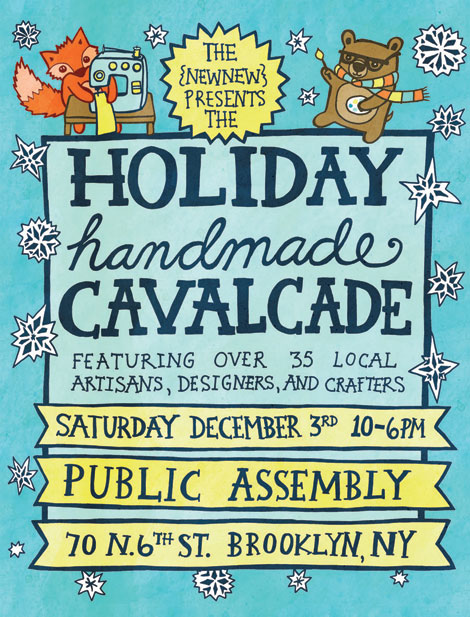 THE
{NEWNEW}
PRESENTS
THE
HOLIDAY
handmade
CAVALCADE
FEATURING OVER 35 LOCAL
ARTISANS, DESIGNERS, AND CRAFTERS
SATURDAY DECEMBER 3RD 10-6PM
PUBLIC ASSEMBLY
70 N.6TH ST. BROOKLYN, NY